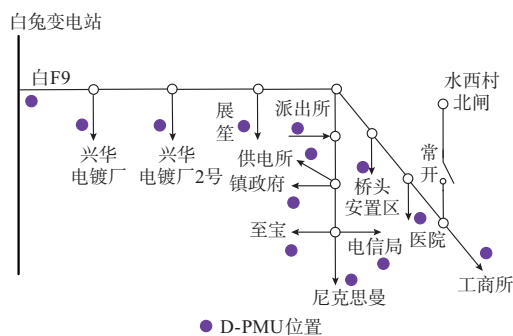 白兔变电站
白F9
水西村
北闸
展
笙
派出所
兴华
电镀厂
兴华
电镀厂2号
供电所
镇政府
常
开
桥头
安置区
至宝
电信局
医院
工商所
尼克思曼
D-PMU位置